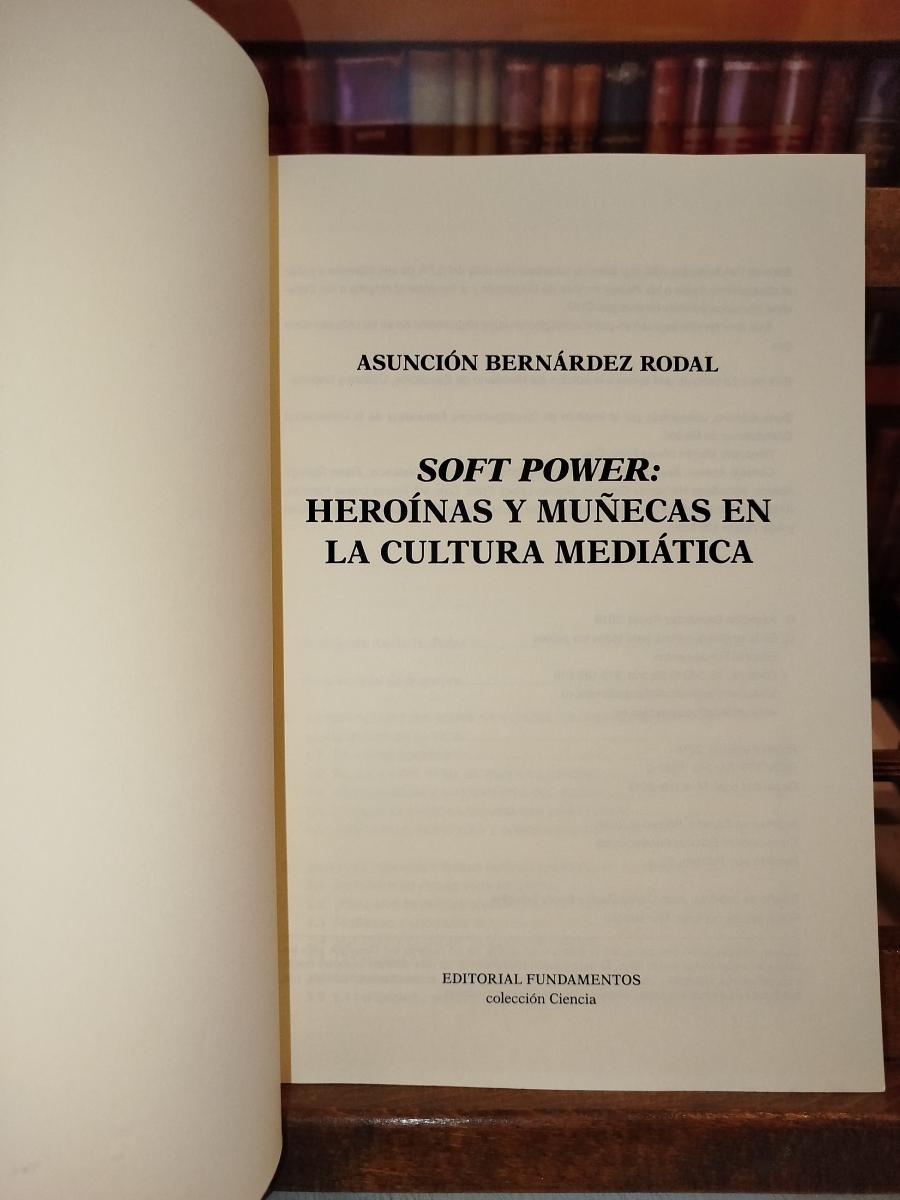 ASUNCIÓN BERNÁRDEZ RODAL
SOFT POWER:
HEROÍNAS Y MUÑECAS EN
LA CULTURA MEDIÁTICA
EDITORIAL FUNDAMENTOS
colección Ciencia